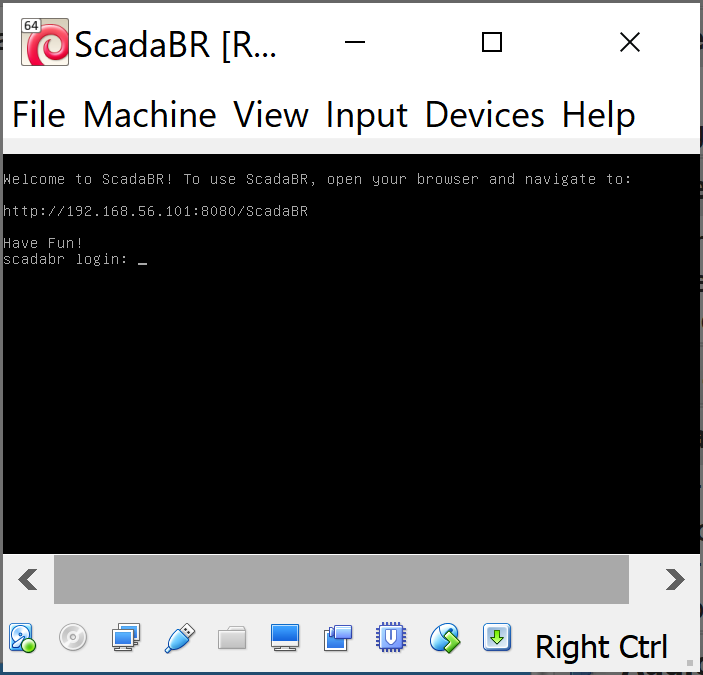 64
ScadaBR [R...
File Machine View Input Devices Help
Welcome to ScadaBR! To use ScadaBR, open your browser and navigate to:
http://192.168.56.101:8080/ScadaBR
Have Fun!
scadabr login: _
Right Ctrl